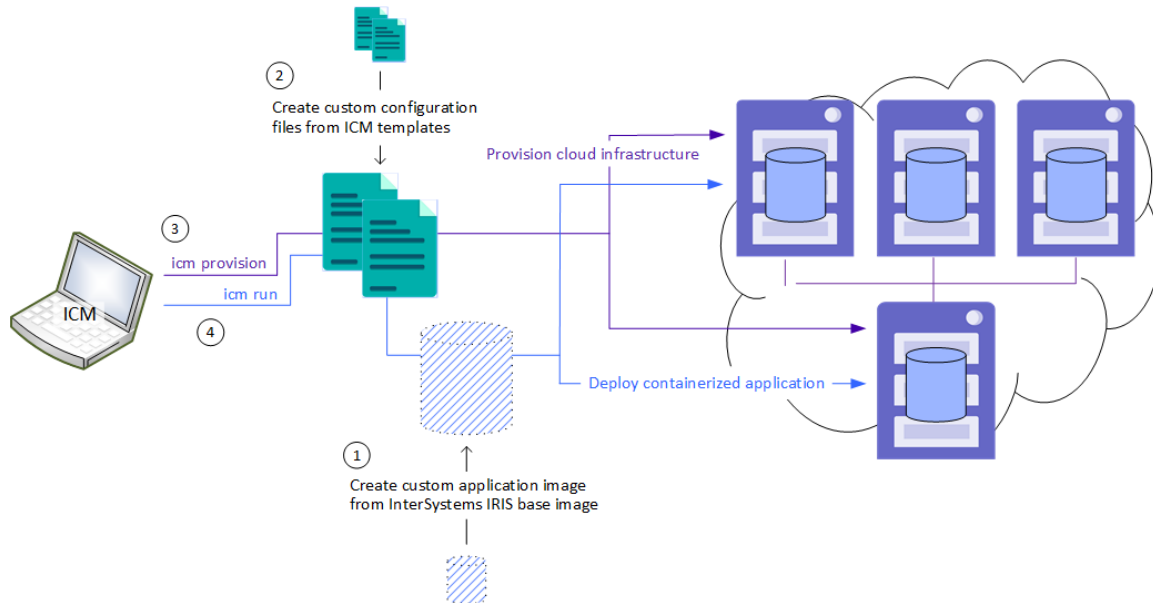 2
Create custom configuration
files from ICM templates
Provision cloud infrastructure
3
icm provision
icm run
ICM
4
Deploy containerized application
1
Create custom application image
from InterSystems IRIS base image